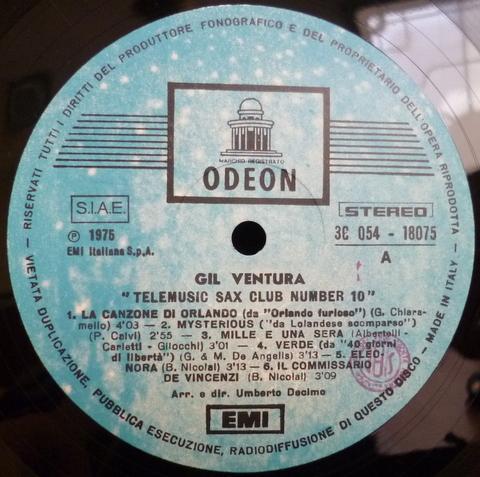 RISERVATI TUTTI I DIRITTI DEL PRODUTTORE FONOGRAFICO E DEL PROPRIETARIO DELL'OPERA RIPRODOTTA - MADE IN ITALY -
MARCHIO REGISTRATO
ODEON
S.I.A.E.
℗ 1975
EMI Italiana S.p.A.
STEREO
3C 054 - 18075
A
GIL VENTURA
"TELEMUSIC SAX CLUB NUMBER 10"
1. LA CANZONE DI ORLANDO (da "Orlando furioso") (G. Chiara-
mello) 4'03 - 2. MYSTERIOUS ("da Lolandese scomparso")
(P. Calvi) 2'55 - 3. MILLE E UNA SERA (Albertelli -
Carletti - Gilocchi) 3'01 - 4. VERDE (da "40 giorni
di libertà") (G. & M. De Angelis) 3'13 - 5. ELEO-
NORA (B. Nicolai) 3'13 - 6. IL COMMISSARIO
DE VINCENZI (B. Nicolai) 3'09
Arr. e dir. Umberto Decimo
EMI
VIETATA DUPLICAZIONE, PUBBLICA ESECUZIONE, RADIODIFFUSIONE DI QUESTO DISCO -